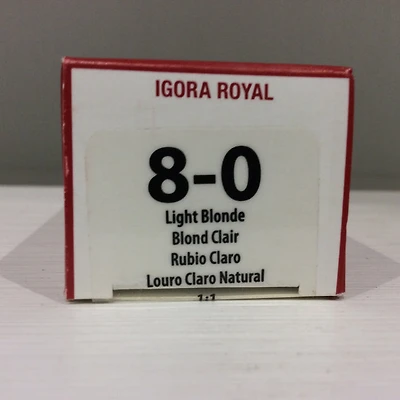 IGORA ROYAL
8-0
Light Blonde
Blond Clair
Rubio Claro
Louro Claro Natural
1:1